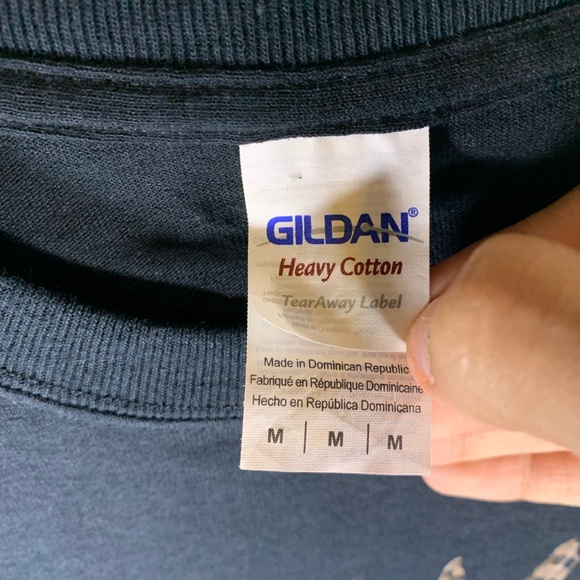 GILDAN®
Heavy Cotton
TearAway Label
Made in Dominican Republic
Fabriqué en République Dominicaine
Hecho en República Dominicana
M | M | M